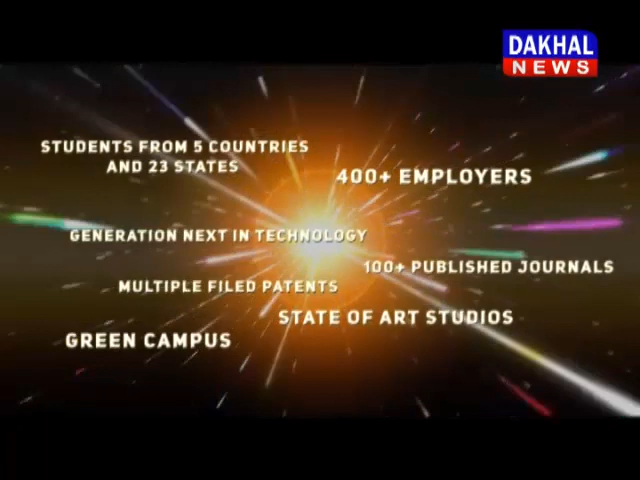 DAKHAL
NEWS
STUDENTS FROM 5 COUNTRIES
AND 23 STATES
400+ EMPLOYERS
GENERATION NEXT IN TECHNOLOGY
100+ PUBLISHED JOURNALS
MULTIPLE FILED PATENTS
STATE OF ART STUDIOS
GREEN CAMPUS